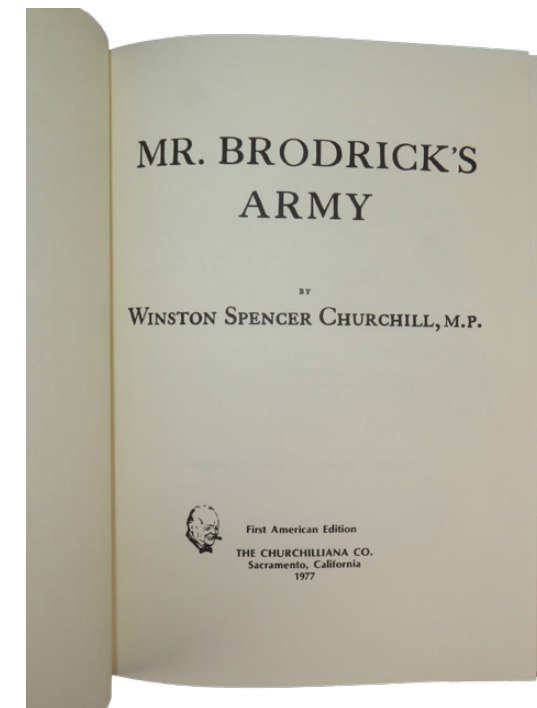 MR. BRODRICK'S
ARMY
BY
WINSTON SPENCER CHURCHILL, M.P.
First American Edition
THE CHURCHILLIANA CO.
Sacramento, California
1977